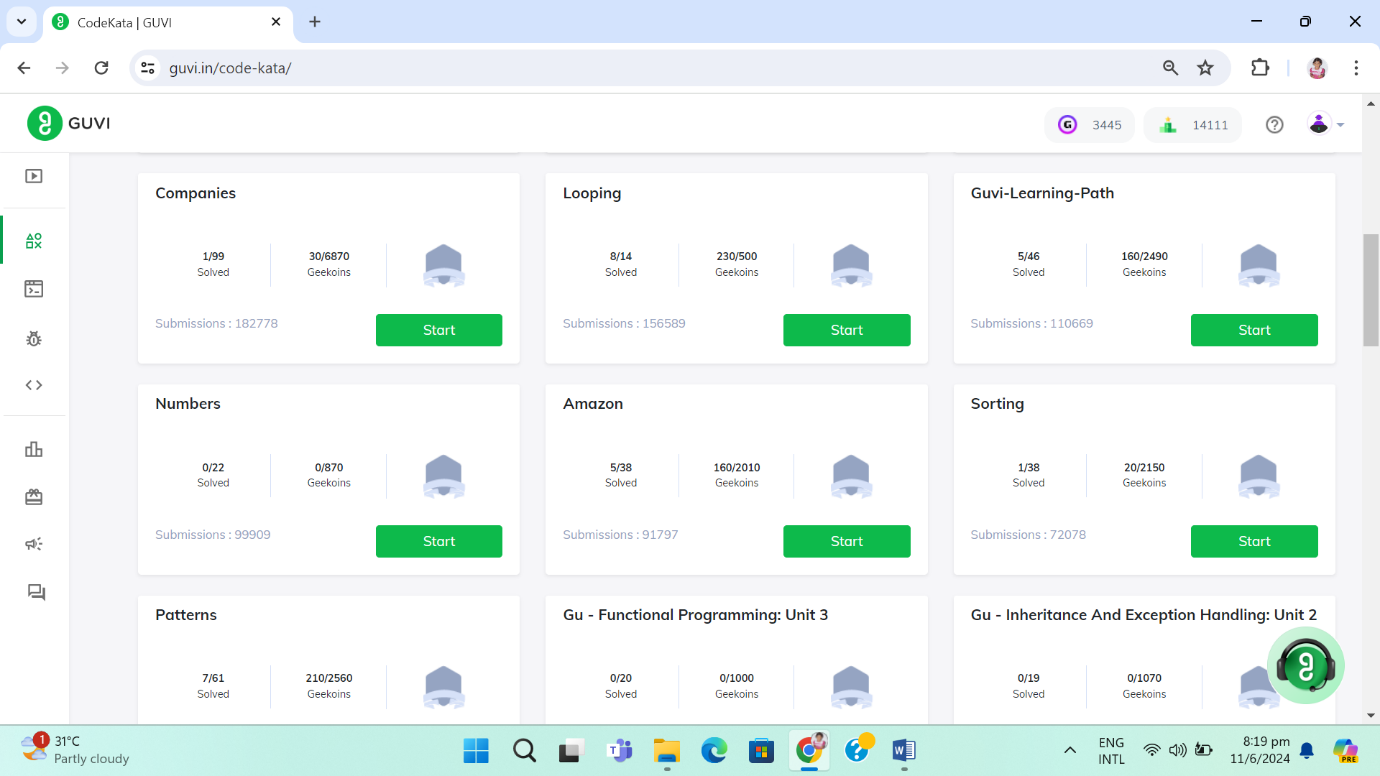 CodeKata | GUVI
guvi.in/code-kata/
GUVI
3445
14111
Companies
1/99
Solved
30/6870
Geekoins
Submissions : 182778
Start
Looping
8/14
Solved
230/500
Geekoins
Submissions : 156589
Start
Guvi-Learning-Path
5/46
Solved
160/2490
Geekoins
Submissions : 110669
Start
Numbers
0/22
Solved
0/870
Geekoins
Submissions : 99909
Start
Amazon
5/38
Solved
160/2010
Geekoins
Submissions : 91797
Start
Sorting
1/38
Solved
20/2150
Geekoins
Submissions : 72078
Start
Patterns
7/61
Solved
210/2560
Geekoins
Gu - Functional Programming: Unit 3
0/20
Solved
0/1000
Geekoins
Gu - Inheritance And Exception Handling: Unit 2
0/19
Solved
0/1070
Geekoins
1
31°C
Partly cloudy
ENG
INTL
8:19 pm
11/6/2024
PRE